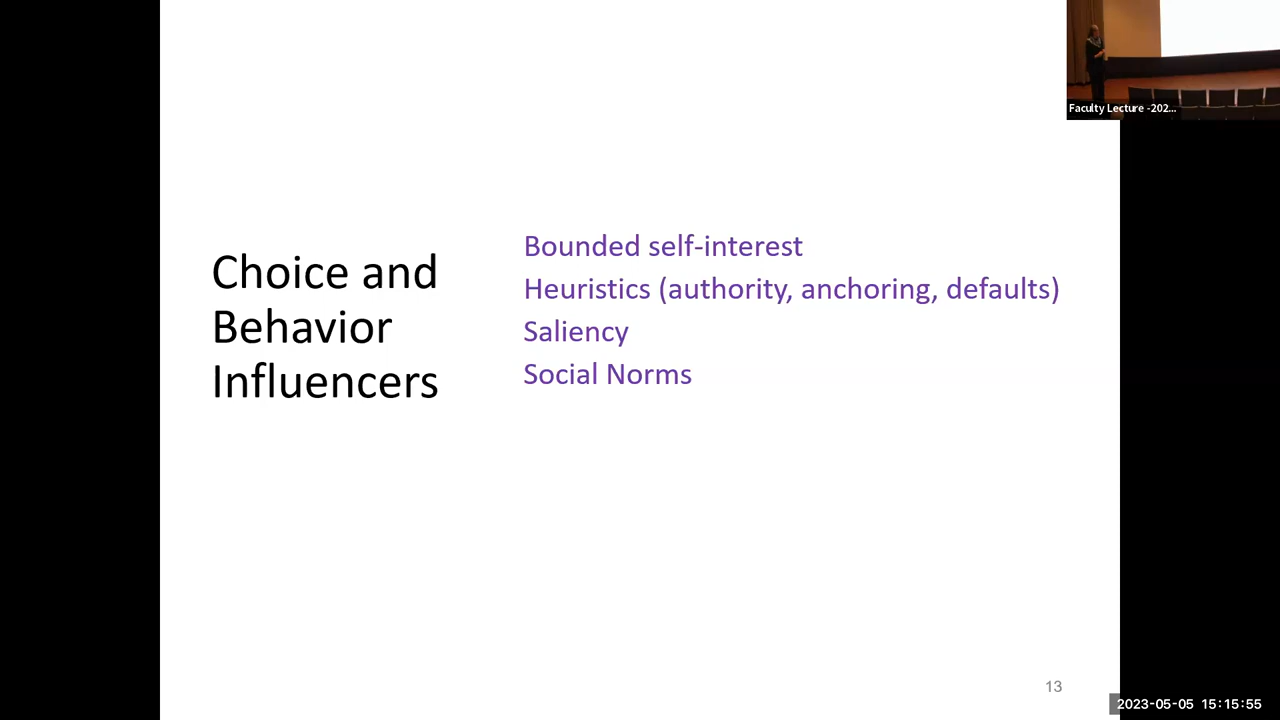 Faculty Lecture -202...
Choice and
Behavior
Influencers
Bounded self-interest
Heuristics (authority, anchoring, defaults)
Saliency
Social Norms
13
2023-05-05 15:15:55